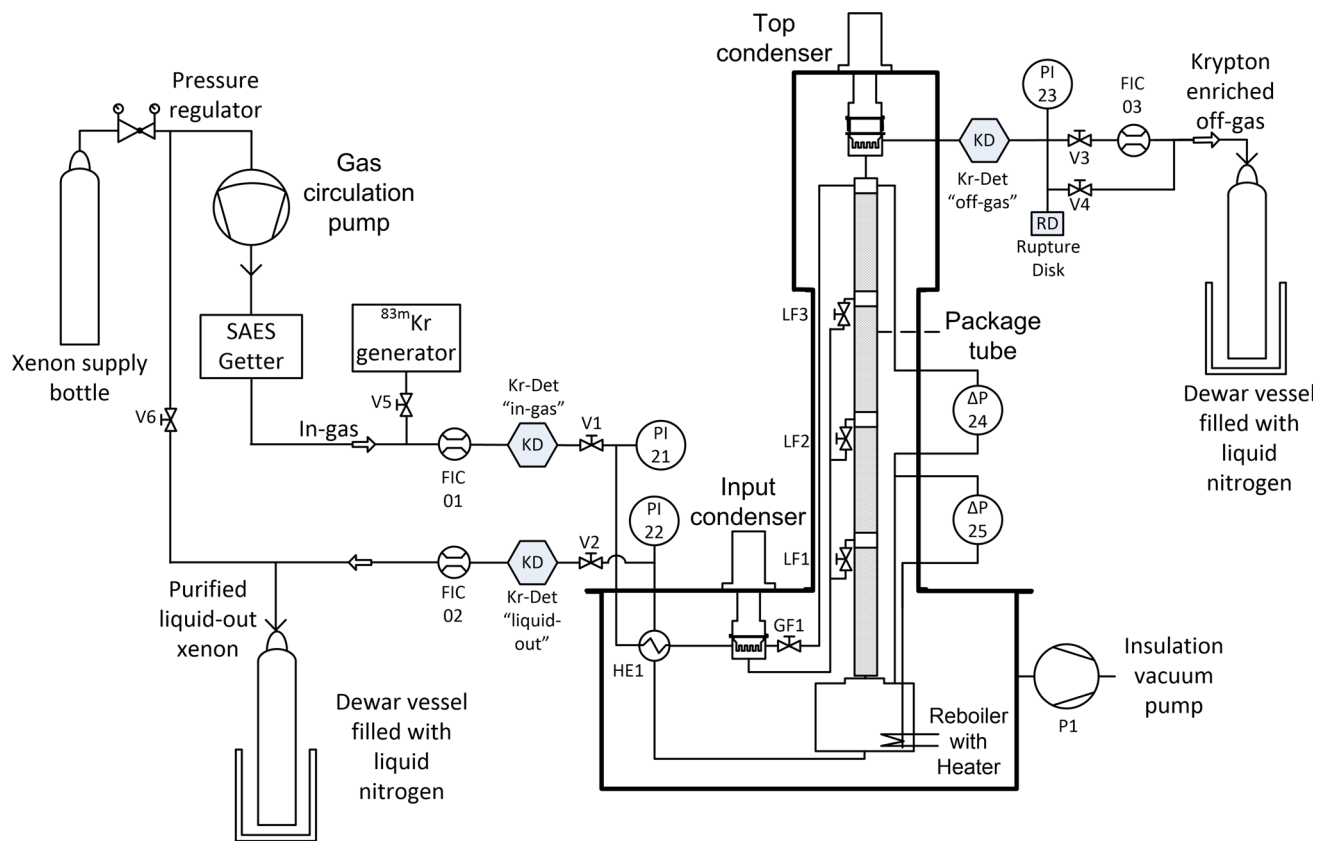 Top
condenser
Pressure
regulator
PI
23
FIC
03
Krypton
enriched
off-gas
Gas
circulation
pump
KD
Kr-Det
"off-gas"
V3
V4
RD
Rupture
Disk
SAES
Getter
⁸³ᵐKr
generator
LF3
Package
tube
Xenon supply
bottle
V6
V5
Kr-Det
"in-gas"
V1
ΔP
24
Dewar vessel
filled with
liquid
nitrogen
In-gas
FIC
01
KD
PI
21
LF2
Input
condenser
PI
22
ΔP
25
V2
KD
LF1
Purified
liquid-out
xenon
FIC
02
Kr-Det
"liquid-
out"
GF1
HE1
Insulation
vacuum
pump
P1
Dewar vessel
filled with
liquid
nitrogen
Reboiler
with
Heater